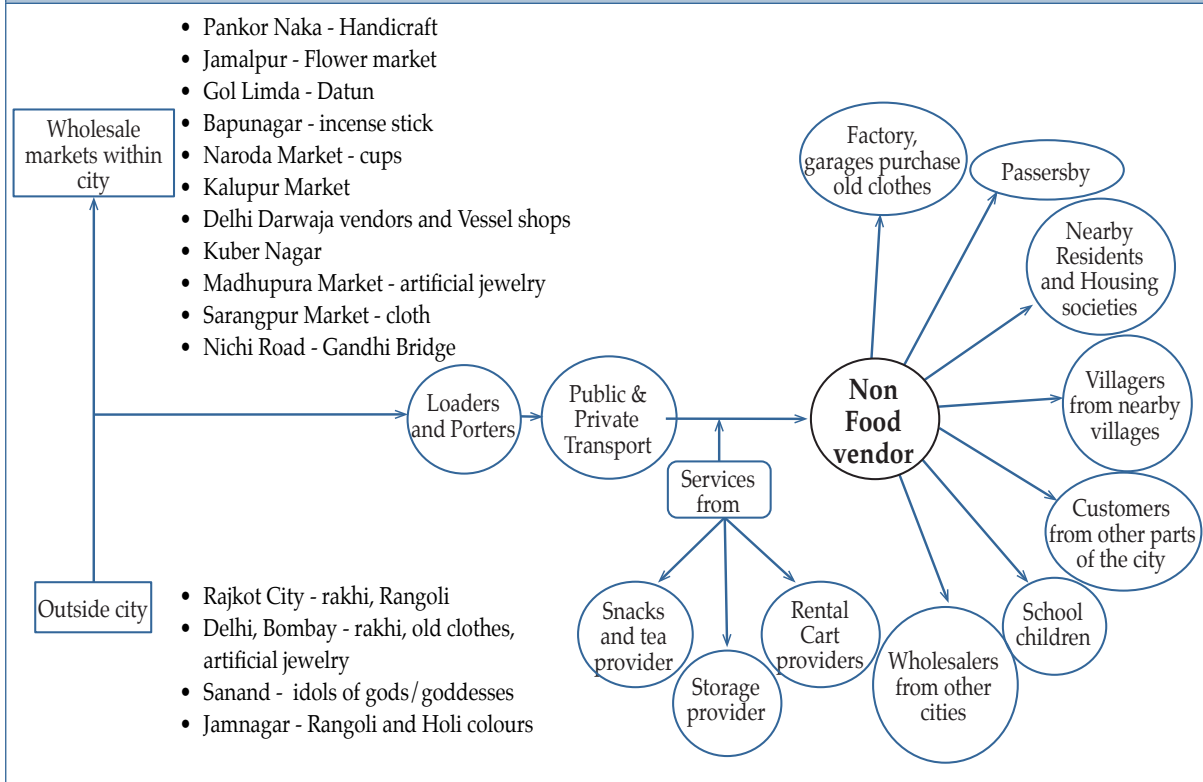 • Pankor Naka - Handicraft
• Jamalpur - Flower market
• Gol Limda - Datun
• Bapunagar - incense stick
• Naroda Market - cups
• Kalupur Market
• Delhi Darwaja vendors and Vessel shops
• Kuber Nagar
• Madhupura Market - artificial jewelry
• Sarangpur Market - cloth
• Nichi Road - Gandhi Bridge
Wholesale
markets within
city
Outside city
• Rajkot City - rakhi, Rangoli
• Delhi, Bombay - rakhi, old clothes,
artificial jewelry
• Sanand - idols of gods/goddesses
• Jamnagar - Rangoli and Holi colours
Loaders
and Porters
Public &
Private
Transport
Services
from
Snacks
and tea
provider
Storage
provider
Rental
Cart
providers
Non
Food
vendor
Factory,
garages purchase
old clothes
Passersby
Nearby
Residents
and Housing
societies
Villagers
from nearby
villages
Customers
from other parts
of the city
School
children
Wholesalers
from other
cities